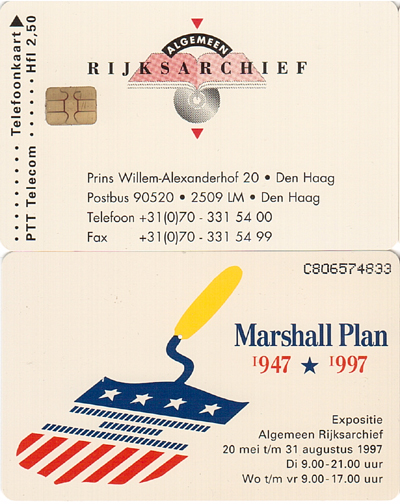 PTT Telecom ······ Hfl 2,50
········ Telefoonkaart
ALGEMEEN
RIJKSARCHIEF
Prins Willem-Alexanderhof 20 • Den Haag
Postbus 90520 • 2509 LM • Den Haag
Telefoon +31(0)70 - 331 54 00
Fax +31(0)70 - 331 54 99
C806574833
Marshall Plan
1947 ★ 1997
Expositie
Algemeen Rijksarchief
20 mei t/m 31 augustus 1997
Di 9.00-21.00 uur
Wo t/m vr 9.00-17.00 uur